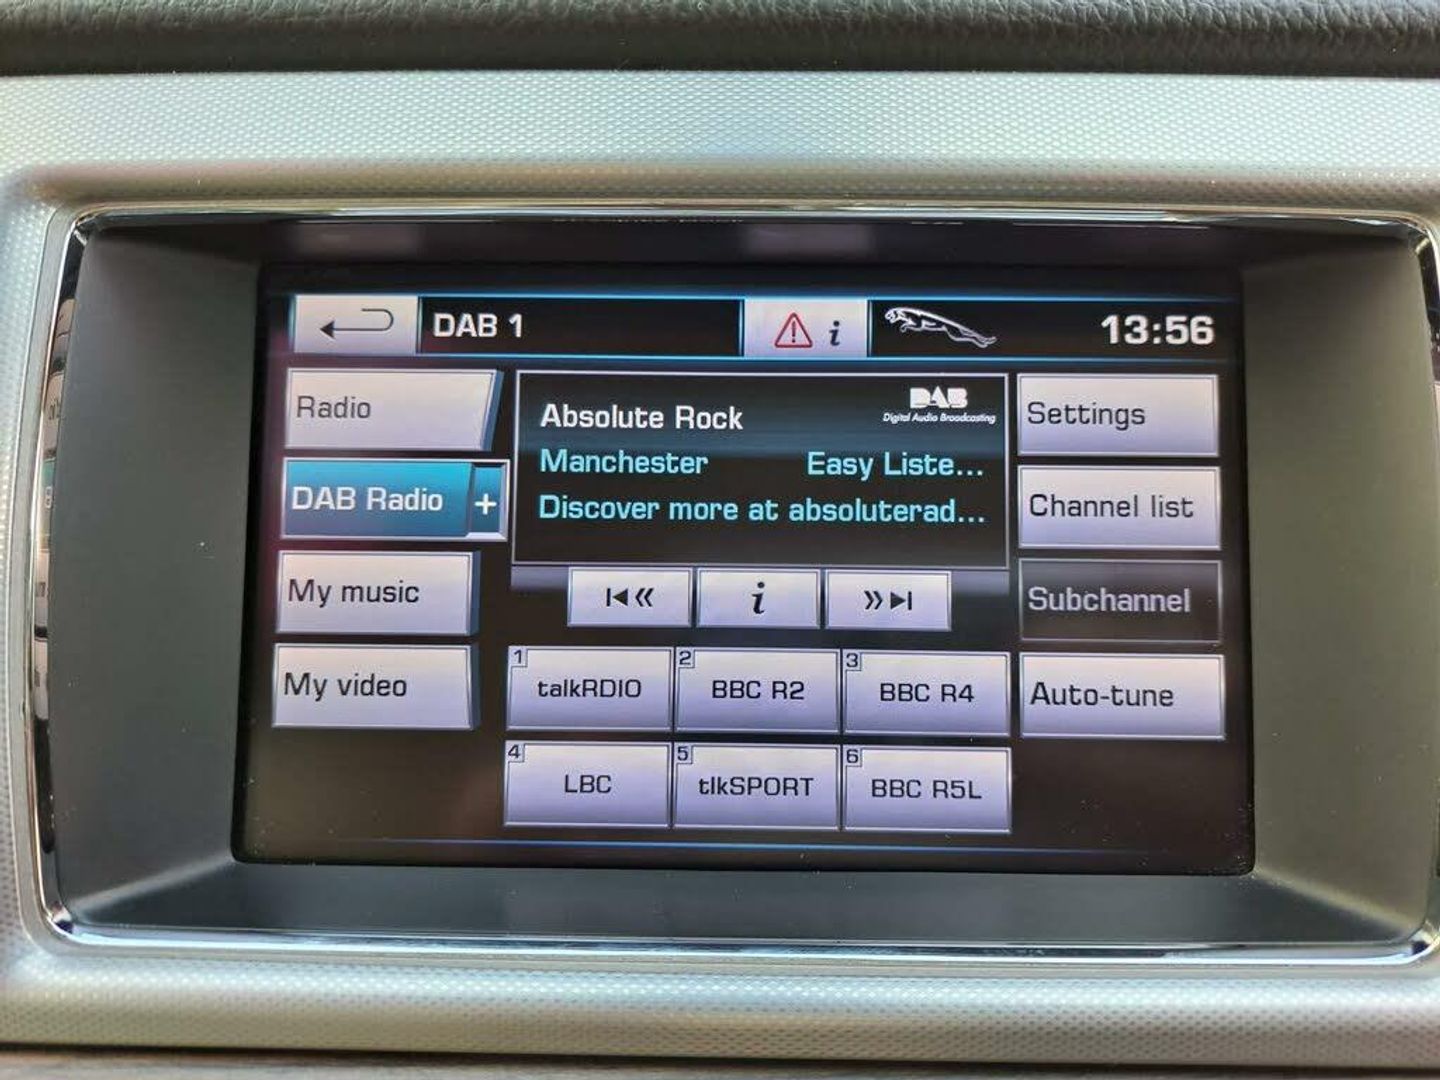 DAB 1
i
13:56
Radio
DAB Radio +
My music
My video
Absolute Rock
DAB
Digital Audio Broadcasting
Manchester Easy Liste...
Discover more at absoluterad...
i
1 talkRDIO
2 BBC R2
3 BBC R4
4 LBC
5 tlkSPORT
6 BBC R5L
Settings
Channel list
Subchannel
Auto-tune